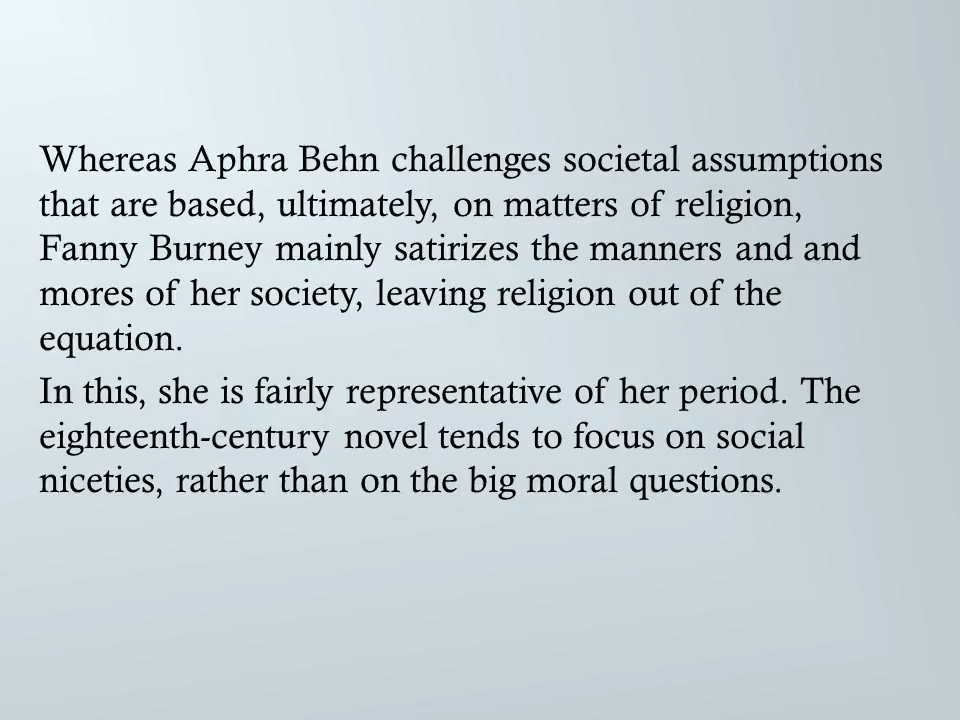 Whereas Aphra Behn challenges societal assumptions
that are based, ultimately, on matters of religion,
Fanny Burney mainly satirizes the manners and and
mores of her society, leaving religion out of the
equation.
In this, she is fairly representative of her period. The
eighteenth-century novel tends to focus on social
niceties, rather than on the big moral questions.